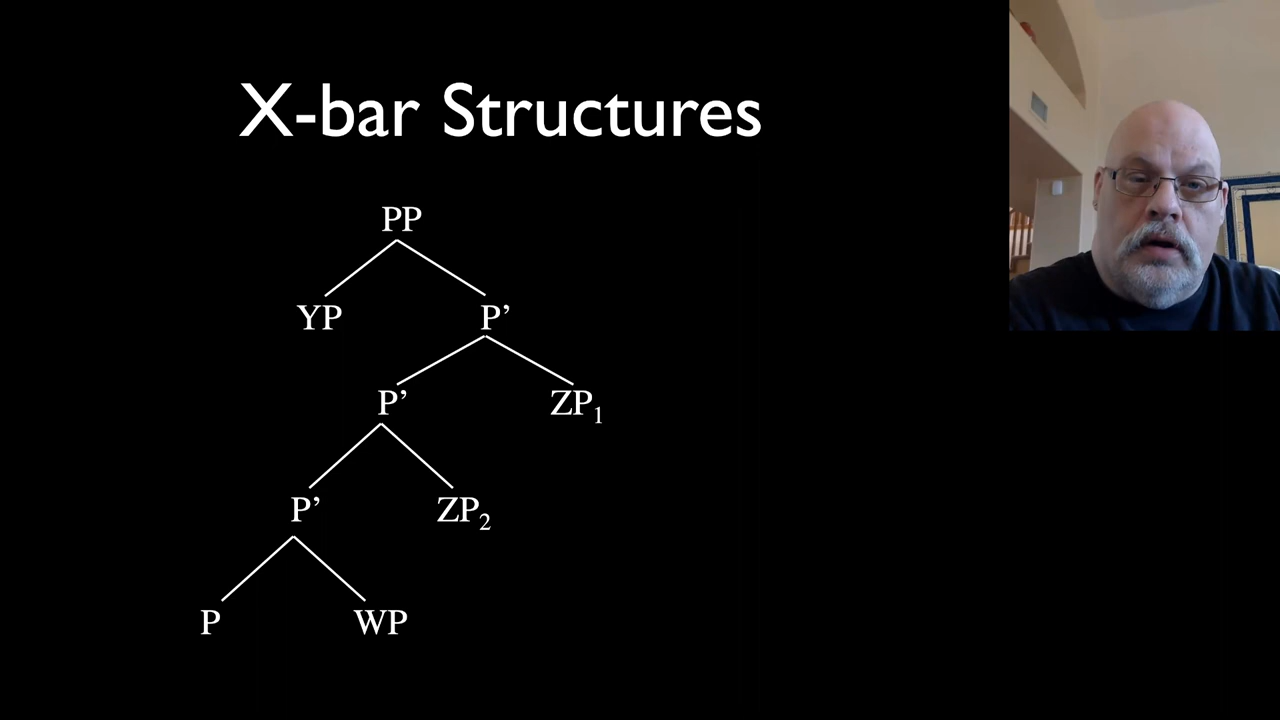 X-bar Structures
PP
YP P’
P’ ZP₁
P’ ZP₂
P WP